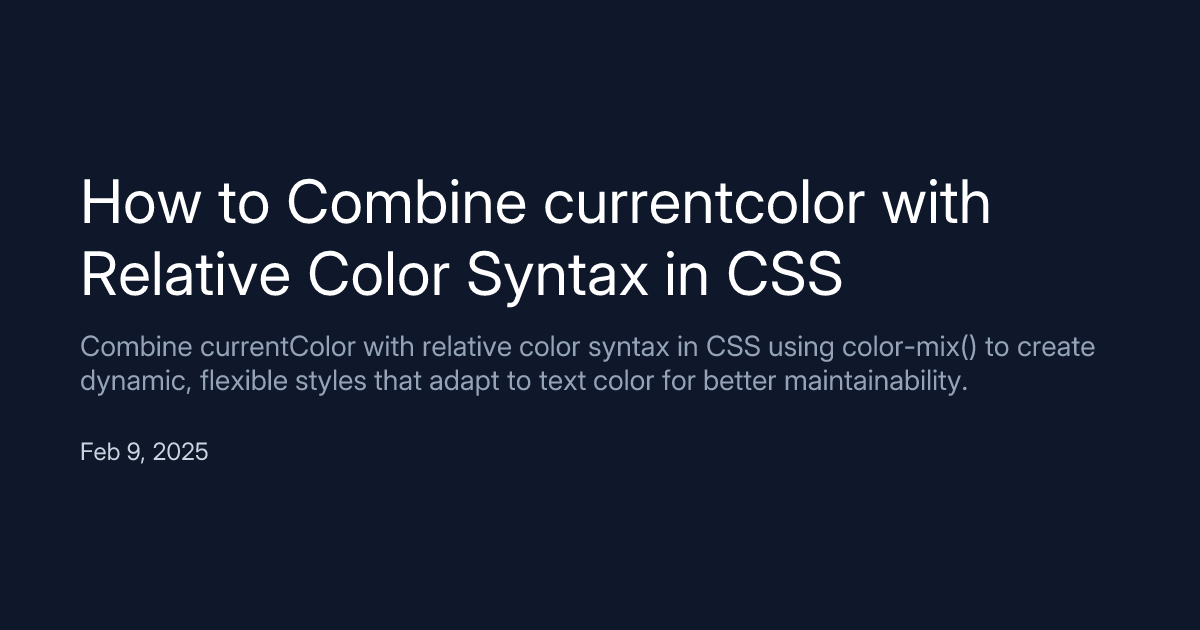 How to Combine currentcolor with
Relative Color Syntax in CSS
Combine currentColor with relative color syntax in CSS using color-mix() to create
dynamic, flexible styles that adapt to text color for better maintainability.
Feb 9, 2025